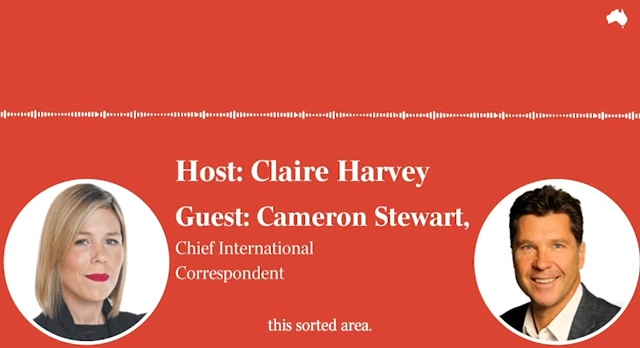 Host: Claire Harvey
Guest: Cameron Stewart,
Chief International
Correspondent
this sorted area.